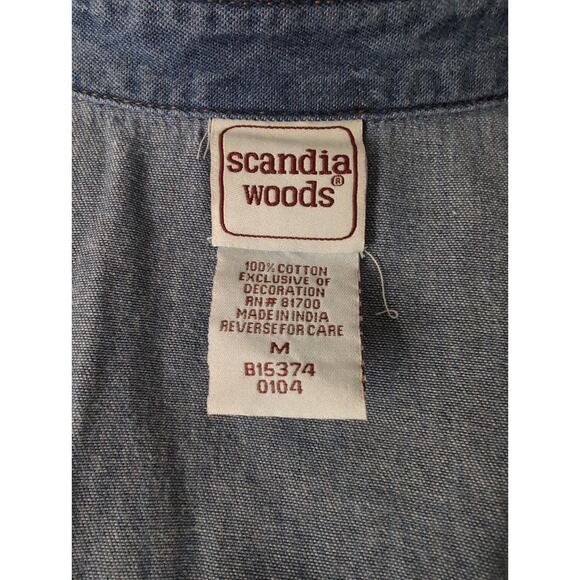 scandia
woods®
100% COTTON
EXCLUSIVE OF
DECORATION
RN# 81700
MADE IN INDIA
REVERSE FOR CARE
M
B15374
0104